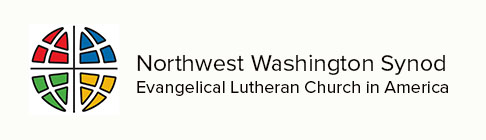 Northwest Washington Synod
Evangelical Lutheran Church in America